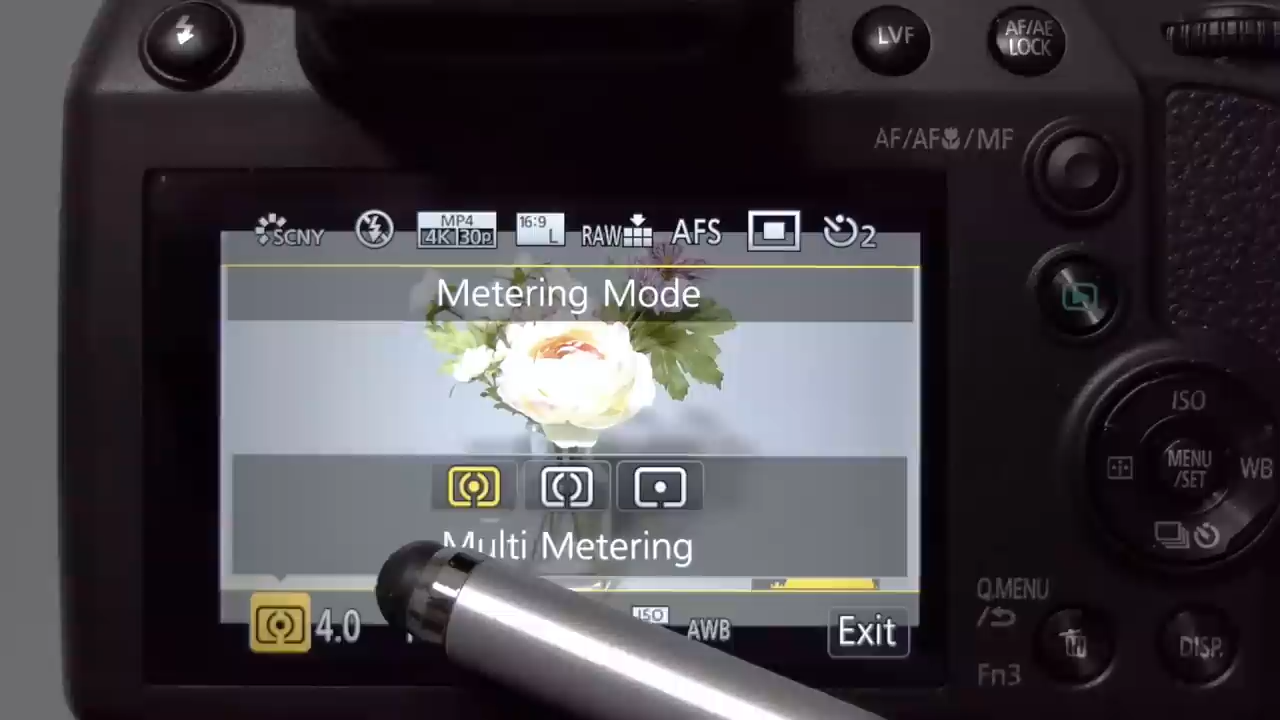 LVF
AF/AE
LOCK
AF/AF /MF
SCNY
MP4
4K 30p
16:9
L
RAW
AFS
2
Metering Mode
Multi Metering
4.0
ISO
AWB
Exit
ISO
MENU
/SET
WB
Q.MENU
/
Fn3
DISP.